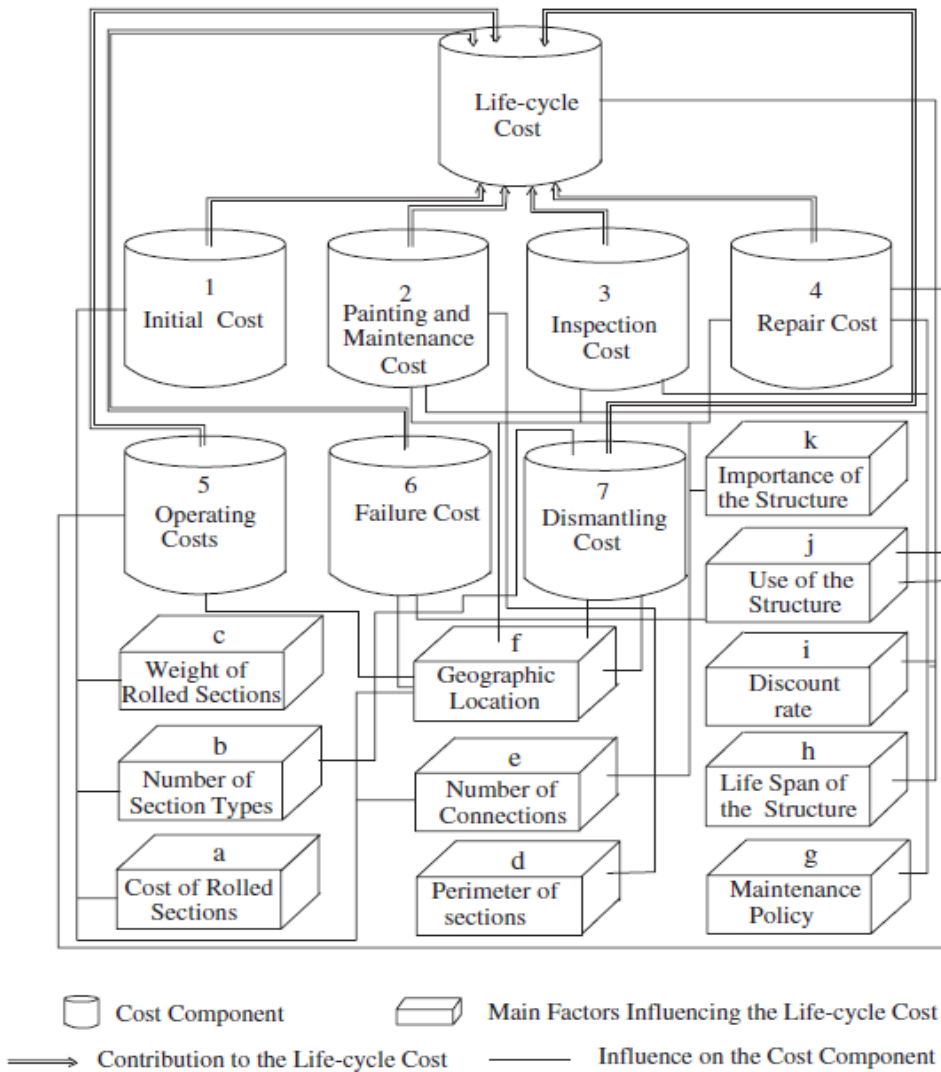 Life-cycle
Cost
1
Initial Cost
2
Painting and
Maintenance
Cost
3
Inspection
Cost
4
Repair Cost
5
Operating
Costs
6
Failure Cost
7
Dismantling
Cost
k
Importance of
the Structure
j
Use of the
Structure
c
Weight of
Rolled Sections
f
Geographic
Location
i
Discount
rate
b
Number of
Section Types
e
Number of
Connections
h
Life Span of
the Structure
a
Cost of Rolled
Sections
d
Perimeter of
sections
g
Maintenance
Policy
Cost Component
Main Factors Influencing the Life-cycle Cost
Contribution to the Life-cycle Cost
Influence on the Cost Component